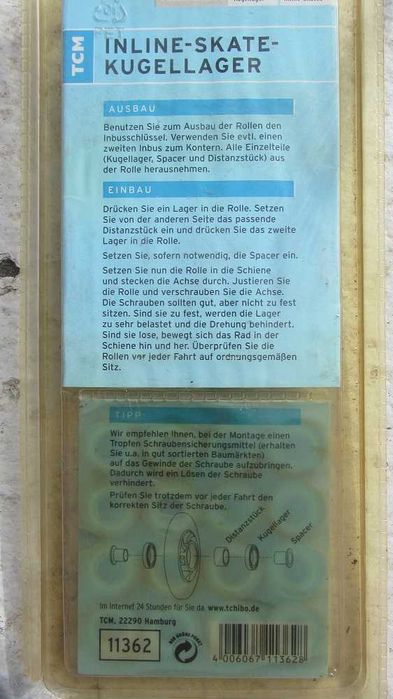 TCM
INLINE-SKATE-
KUGELLAGER
AUSBAU
Benutzen Sie zum Ausbau der Rollen den
Inbusschlüssel. Verwenden Sie evtl. einen
zweiten Inbus zum Kontern. Alle Einzelteile
(Kugellager, Spacer und Distanzstück) aus
der Rolle herausnehmen.
EINBAU
Drücken Sie ein Lager in die Rolle. Setzen
Sie von der anderen Seite das passende
Distanzstück ein und drücken Sie das zweite
Lager in die Rolle.
Setzen Sie, sofern notwendig, die Spacer ein.
Setzen Sie nun die Rolle in die Schiene
und stecken die Achse durch. Justieren Sie
die Rolle und verschrauben Sie die Achse.
Die Schrauben sollten gut, aber nicht zu fest
sitzen. Sind sie zu fest, werden die Lager
zu sehr belastet und die Drehung behindert.
Sind sie lose, bewegt sich das Rad in der
Schiene hin und her. Überprüfen Sie die
Rollen vor jeder Fahrt auf ordnungsgemäßen
Sitz.
TIPP
Wir empfehlen Ihnen, bei der Montage einen
Tropfen Schraubensicherungsmittel (erhalten
Sie u.a. in gut sortierten Baumärkten)
auf das Gewinde der Schraube aufzubringen.
Dadurch wird ein Lösen der Schraube
verhindert.
Prüfen Sie trotzdem vor jeder Fahrt den
korrekten Sitz der Schraube.
Distanzstück
Kugellager
Spacer
Im Internet 24 Stunden für Sie da www.tchibo.de
TCM, 22290 Hamburg
11362
DER GRÜNE PUNKT
4 006067 113628